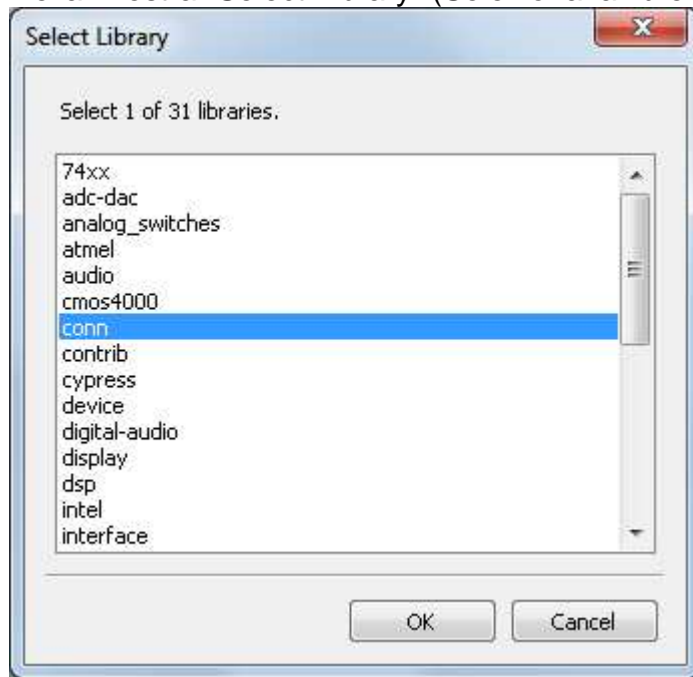 Select Library
Select 1 of 31 libraries.
74xx
adc-dac
analog_switches
atmel
audio
cmos4000
conn
contrib
cypress
device
digital-audio
display
dsp
intel
interface
OK Cancel